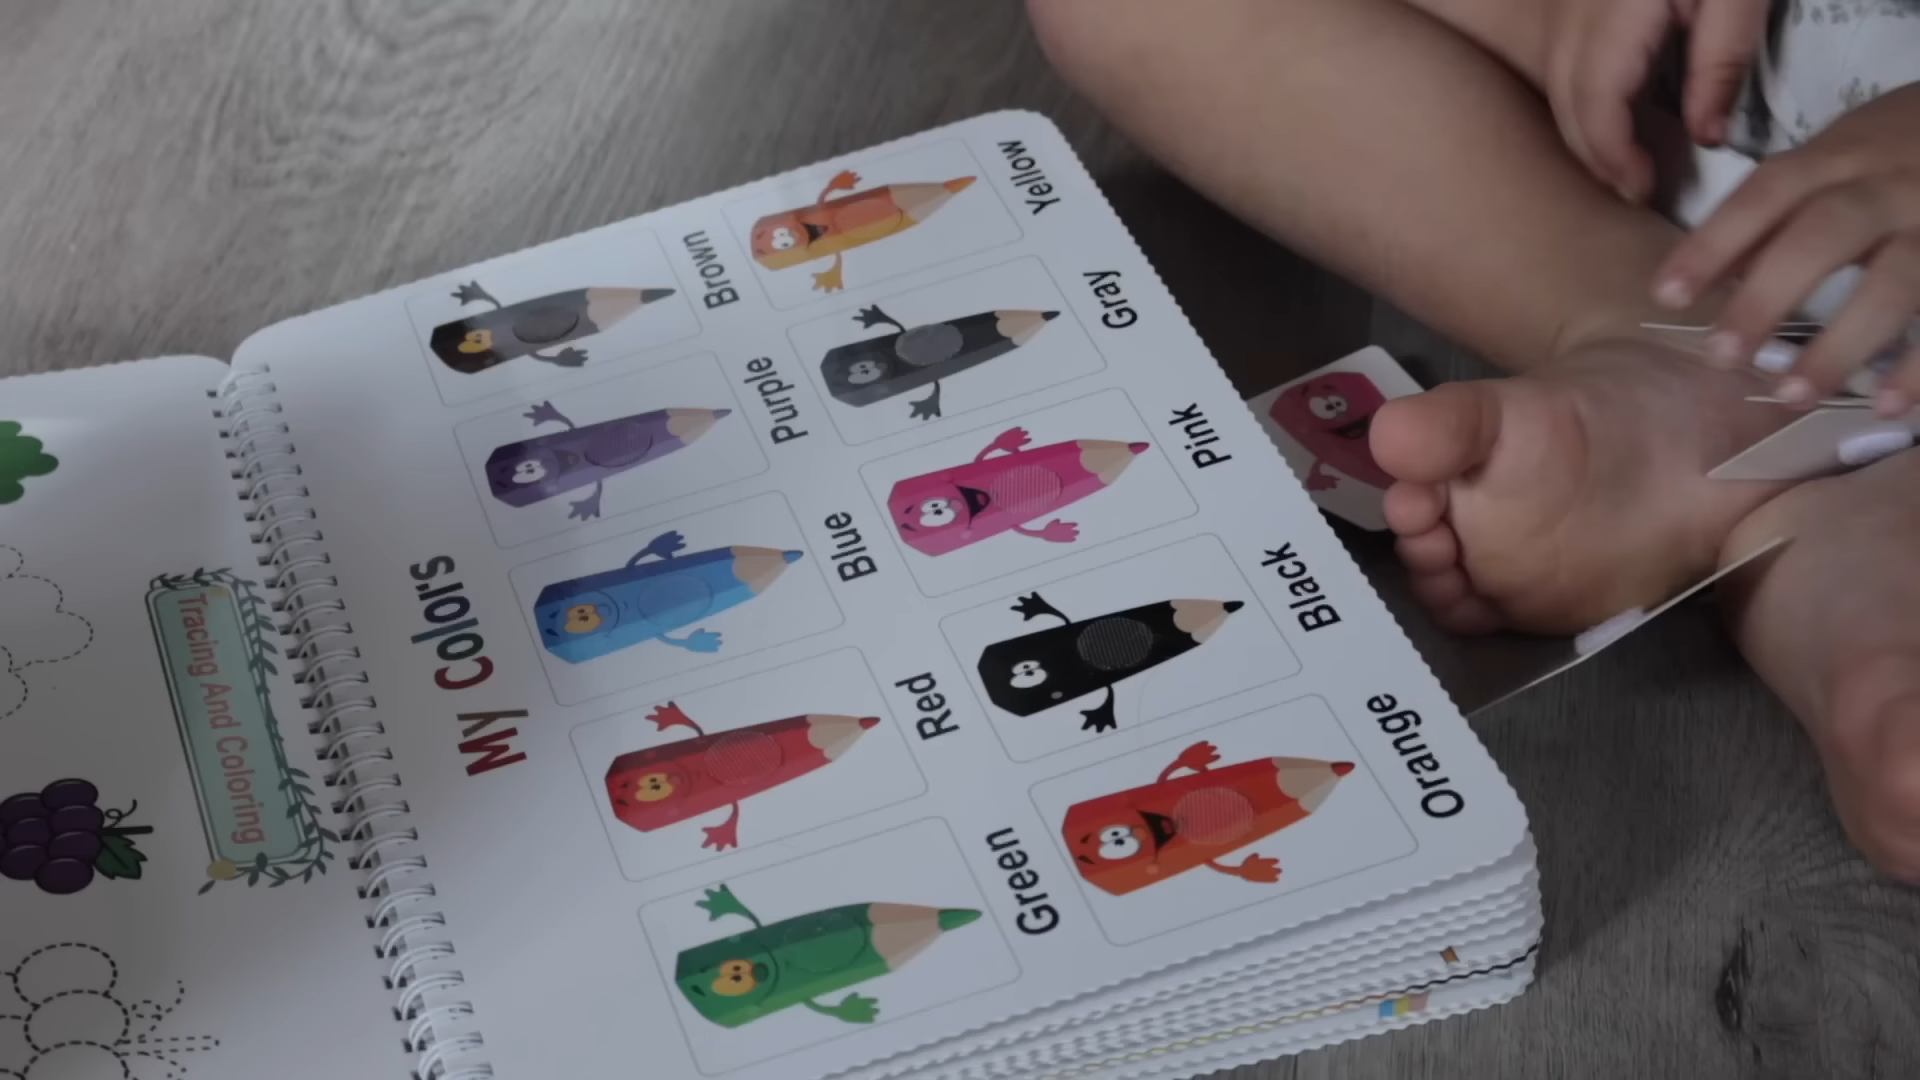 Tracing And Coloring
My Colors
Green
Red
Blue
Purple
Brown
Orange
Black
Pink
Gray
Yellow